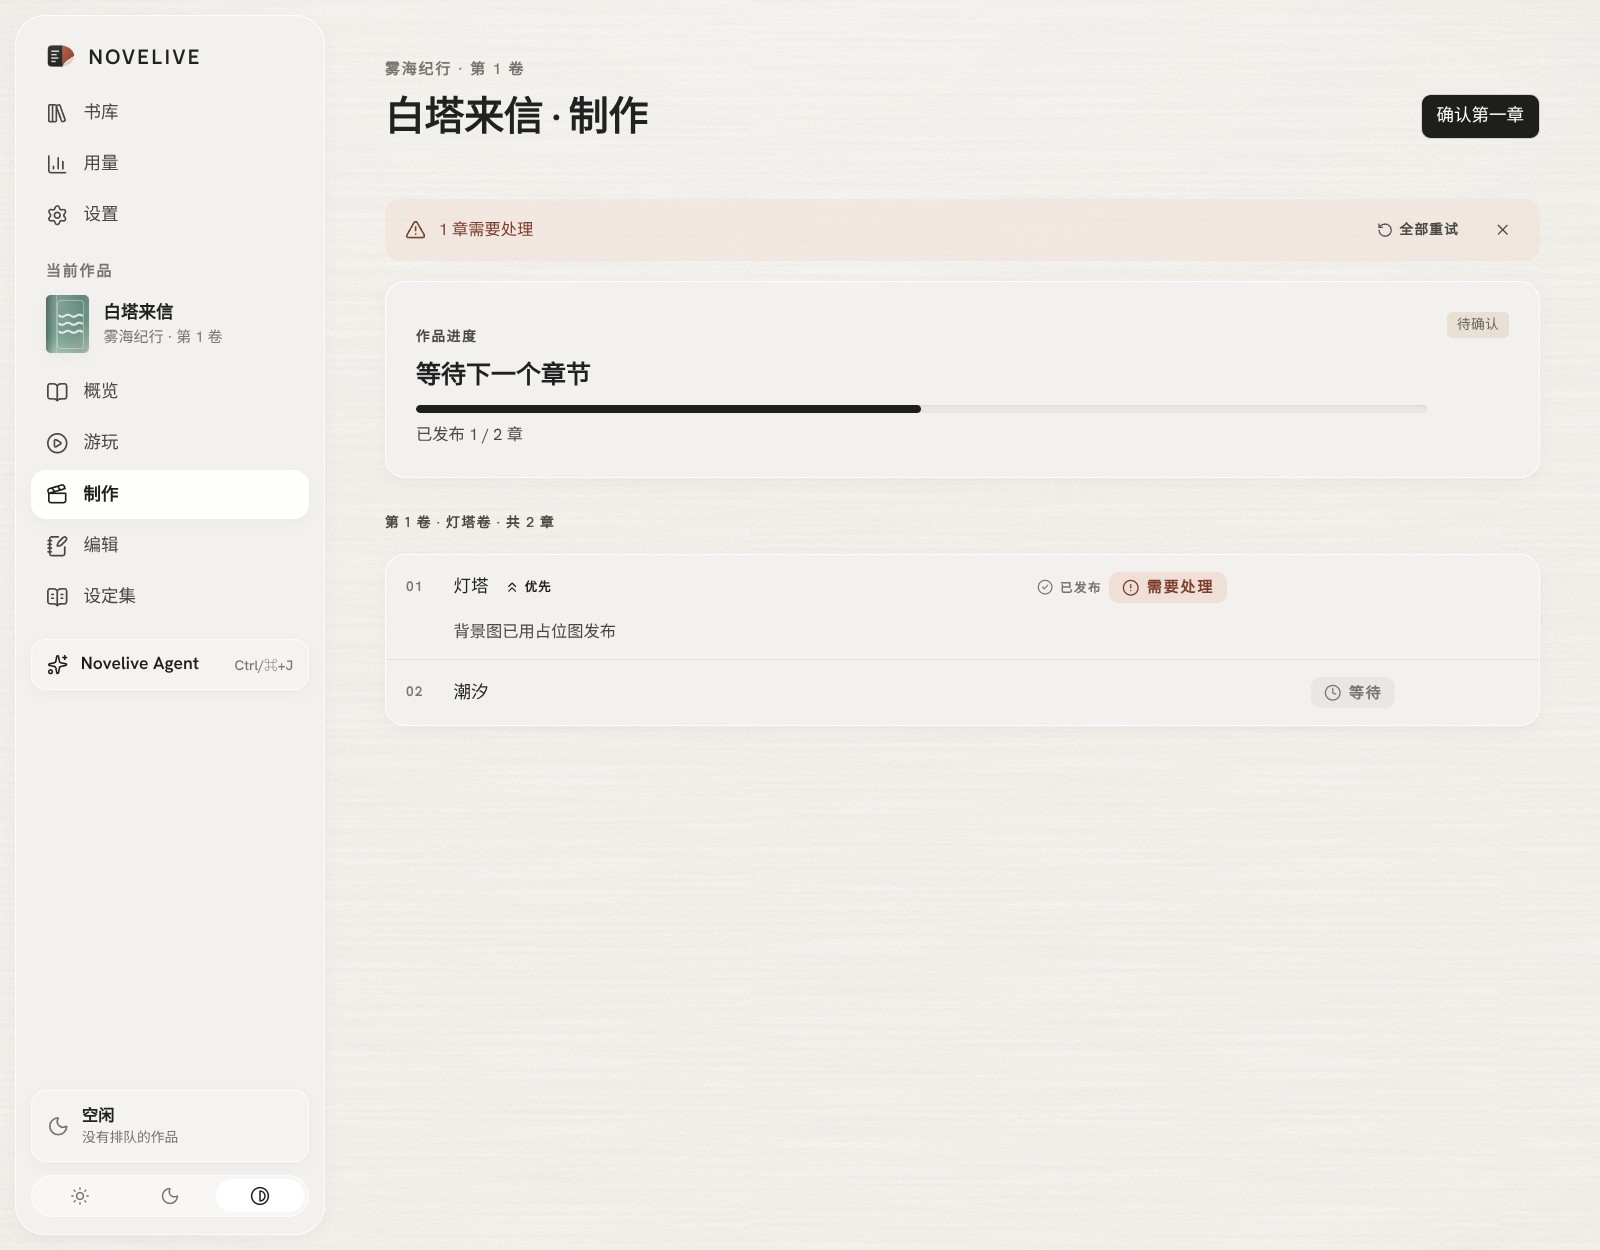 NOVELIVE
书库
用量
设置
当前作品
白塔来信
雾海纪行 · 第 1 卷
概览
游玩
制作
编辑
设定集
Novelive Agent Ctrl/⌘+J
空闲
没有排队的作品
雾海纪行 · 第 1 卷
白塔来信 · 制作
确认第一章
1 章需要处理
全部重试
作品进度
待确认
等待下一个章节
已发布 1 / 2 章
第 1 卷 · 灯塔卷 · 共 2 章
01 灯塔 优先 已发布 需要处理
背景图已用占位图发布
02 潮汐 等待